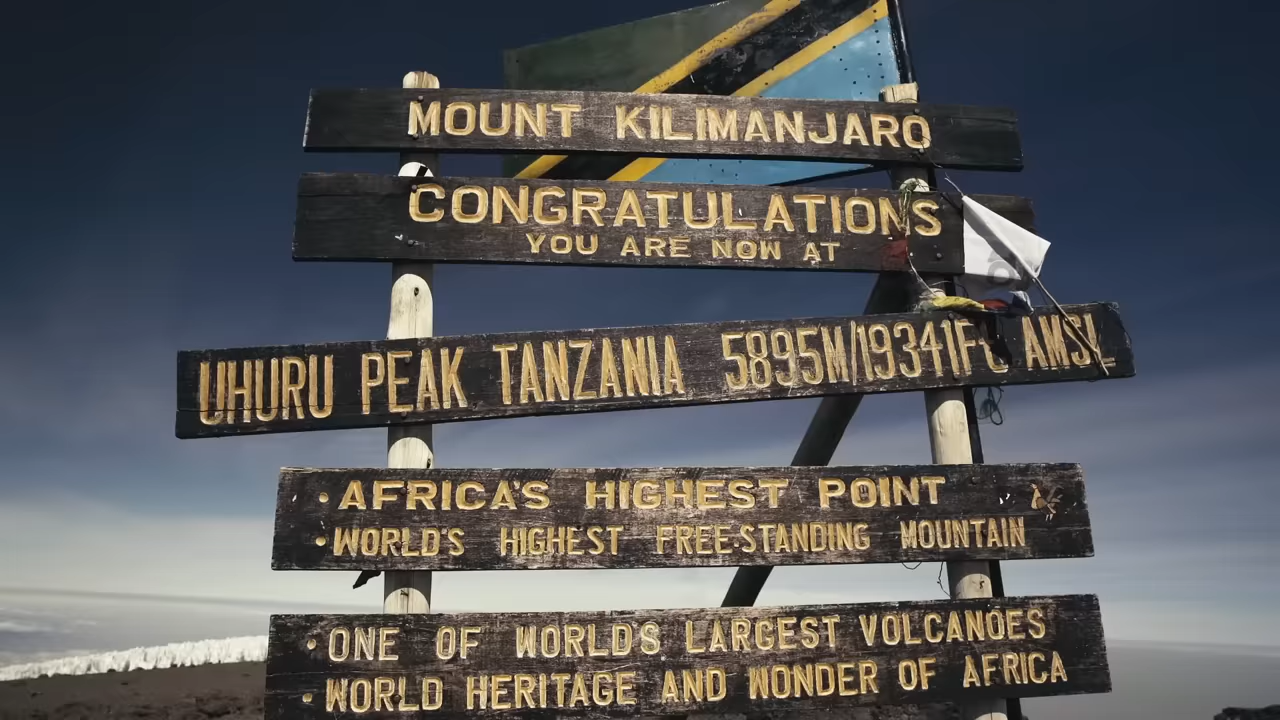 MOUNT KILIMANJARO
CONGRATULATIONS
YOU ARE NOW AT
UHURU PEAK TANZANIA 5895M/19341Ft AMSL
• AFRICA'S HIGHEST POINT
• WORLD'S HIGHEST FREE-STANDING MOUNTAIN
• ONE OF WORLDS LARGEST VOLCANOES
• WORLD HERITAGE AND WONDER OF AFRICA